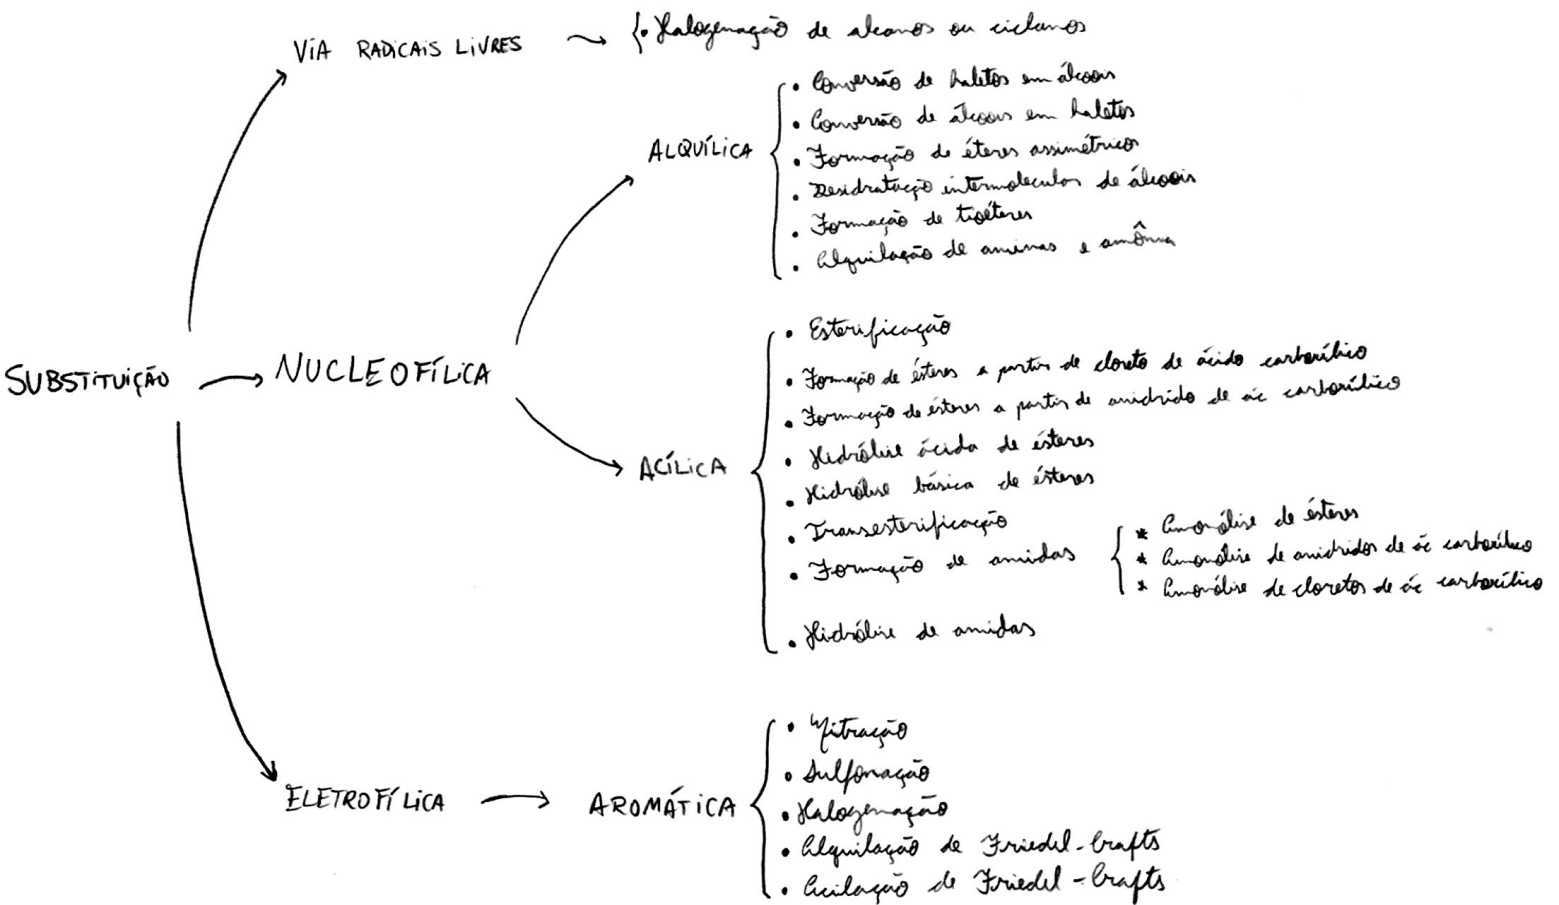 VIA RADICAIS LIVRES
• Halogenação de alcanos ou ciclanos
ALQUÍLICA
• Conversão de haletos em álcoois
• Conversão de álcoois em haletos
• Formação de éteres assimétricos
• Desidratação intermolecular de álcoois
• Formação de tioéteres
• Alquilação de aminas e amônia
SUBSTITUIÇÃO
NUCLEOFÍLICA
ACÍLICA
• Esterificação
• Formação de ésteres a partir de cloreto de ácido carboxílico
• Formação de ésteres a partir de anidrido de ác carboxílico
• Hidrólise ácida de ésteres
• Hidrólise básica de ésteres
• Transesterificação
• Formação de amidas
* Amonólise de ésteres
* Amonólise de anidridos de ác carboxílico
* Amonólise de cloretos de ác carboxílico
• Hidrólise de amidas
ELETROFÍLICA
AROMÁTICA
• Nitração
• Sulfonação
• Halogenação
• Alquilação de Friedel-Crafts
• Acilação de Friedel-Crafts